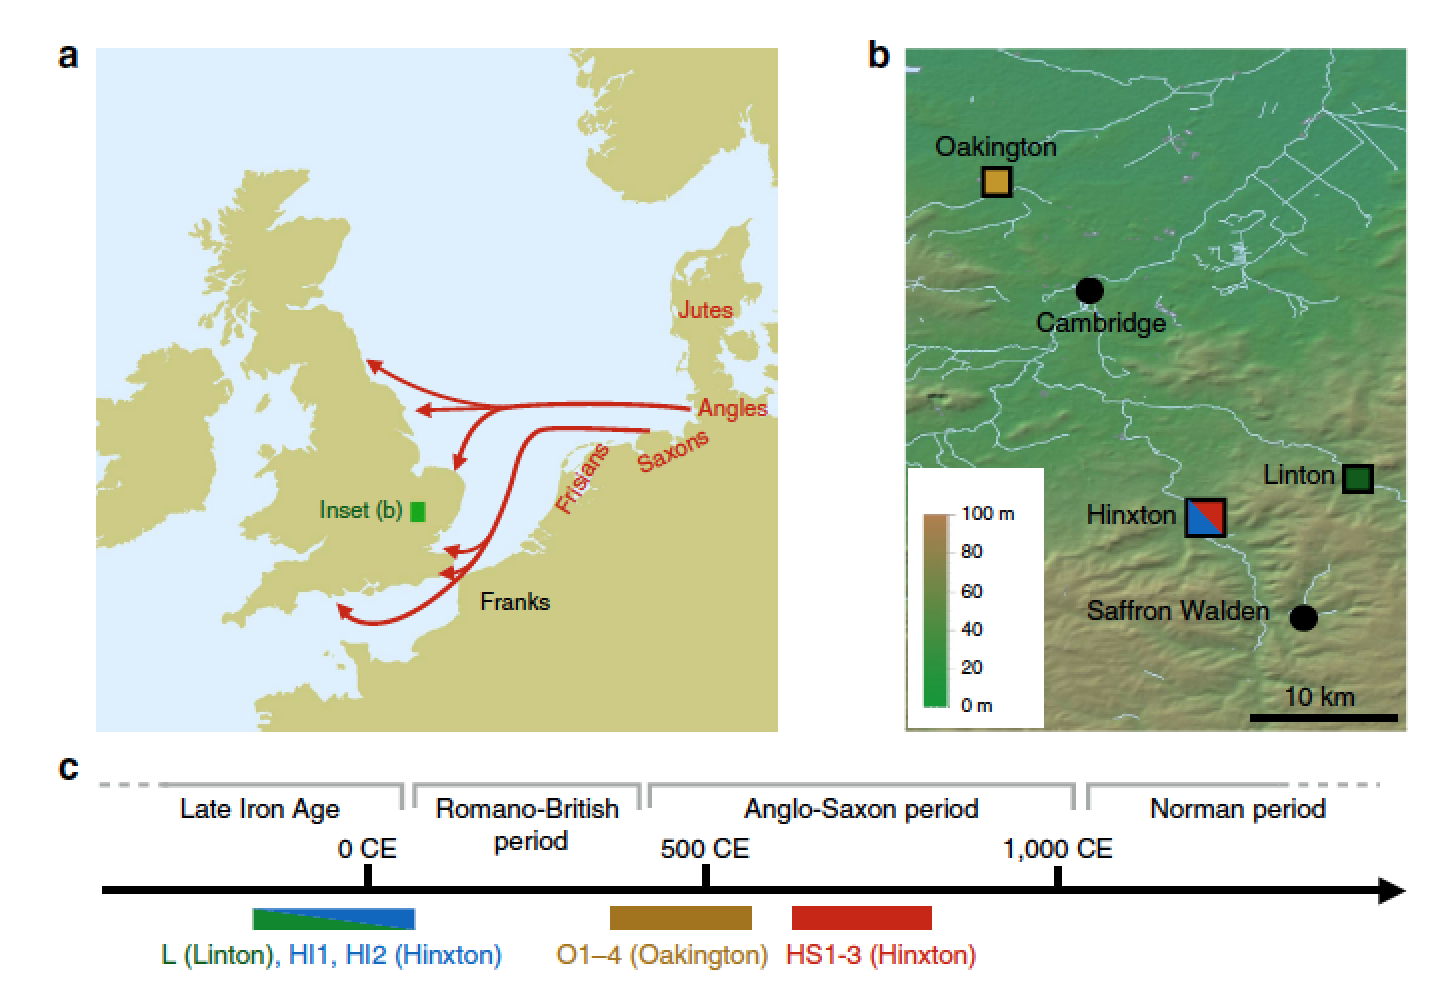 a
Jutes
Angles
Saxons
Frisians
Inset (b)
Franks
b
Oakington
Cambridge
Linton
Hinxton
Saffron Walden
100 m
80
60
40
20
0 m
10 km
c
Late Iron Age
Romano-British
period
Anglo-Saxon period
Norman period
0 CE
500 CE
1,000 CE
L (Linton), HI1, HI2 (Hinxton)
O1–4 (Oakington)
HS1-3 (Hinxton)